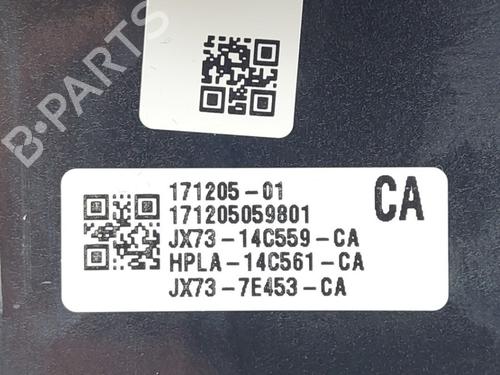 B-PARTS
171205-01
CA
171205059801
JX73-14C559-CA
HPLA-14C561-CA
JX73-7E453-CA